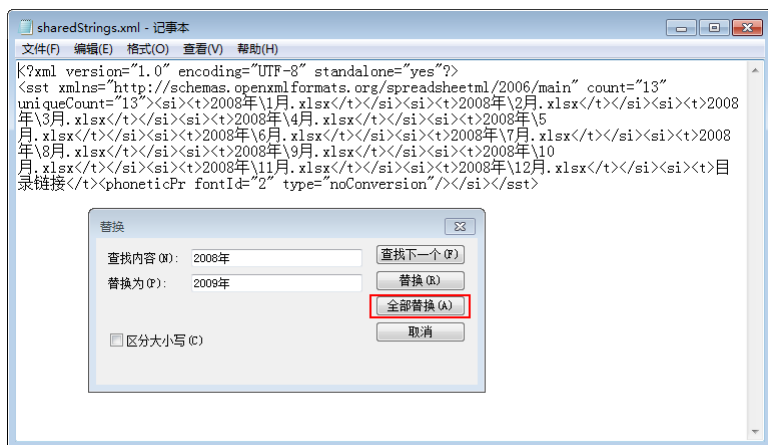 sharedStrings.xml - 记事本
文件(F) 编辑(E) 格式(O) 查看(V) 帮助(H)
<?xml version="1.0" encoding="UTF-8" standalone="yes"?>
<sst xmlns="http://schemas.openxmlformats.org/spreadsheetml/2006/main" count="13"
uniqueCount="13"><si><t>2008年\1月.xlsx</t></si><si><t>2008年\2月.xlsx</t></si><si><t>2008
年\3月.xlsx</t></si><si><t>2008年\4月.xlsx</t></si><si><t>2008年\5
月.xlsx</t></si><si><t>2008年\6月.xlsx</t></si><si><t>2008年\7月.xlsx</t></si><si><t>2008
年\8月.xlsx</t></si><si><t>2008年\9月.xlsx</t></si><si><t>2008年\10
月.xlsx</t></si><si><t>2008年\11月.xlsx</t></si><si><t>2008年\12月.xlsx</t></si><si><t>目
录链接</t><phoneticPr fontId="2" type="noConversion"/></si></sst>
替换
查找内容(N): 2008年 查找下一个(F)
替换为(P): 2009年 替换(R)
全部替换(A)
区分大小写(C) 取消